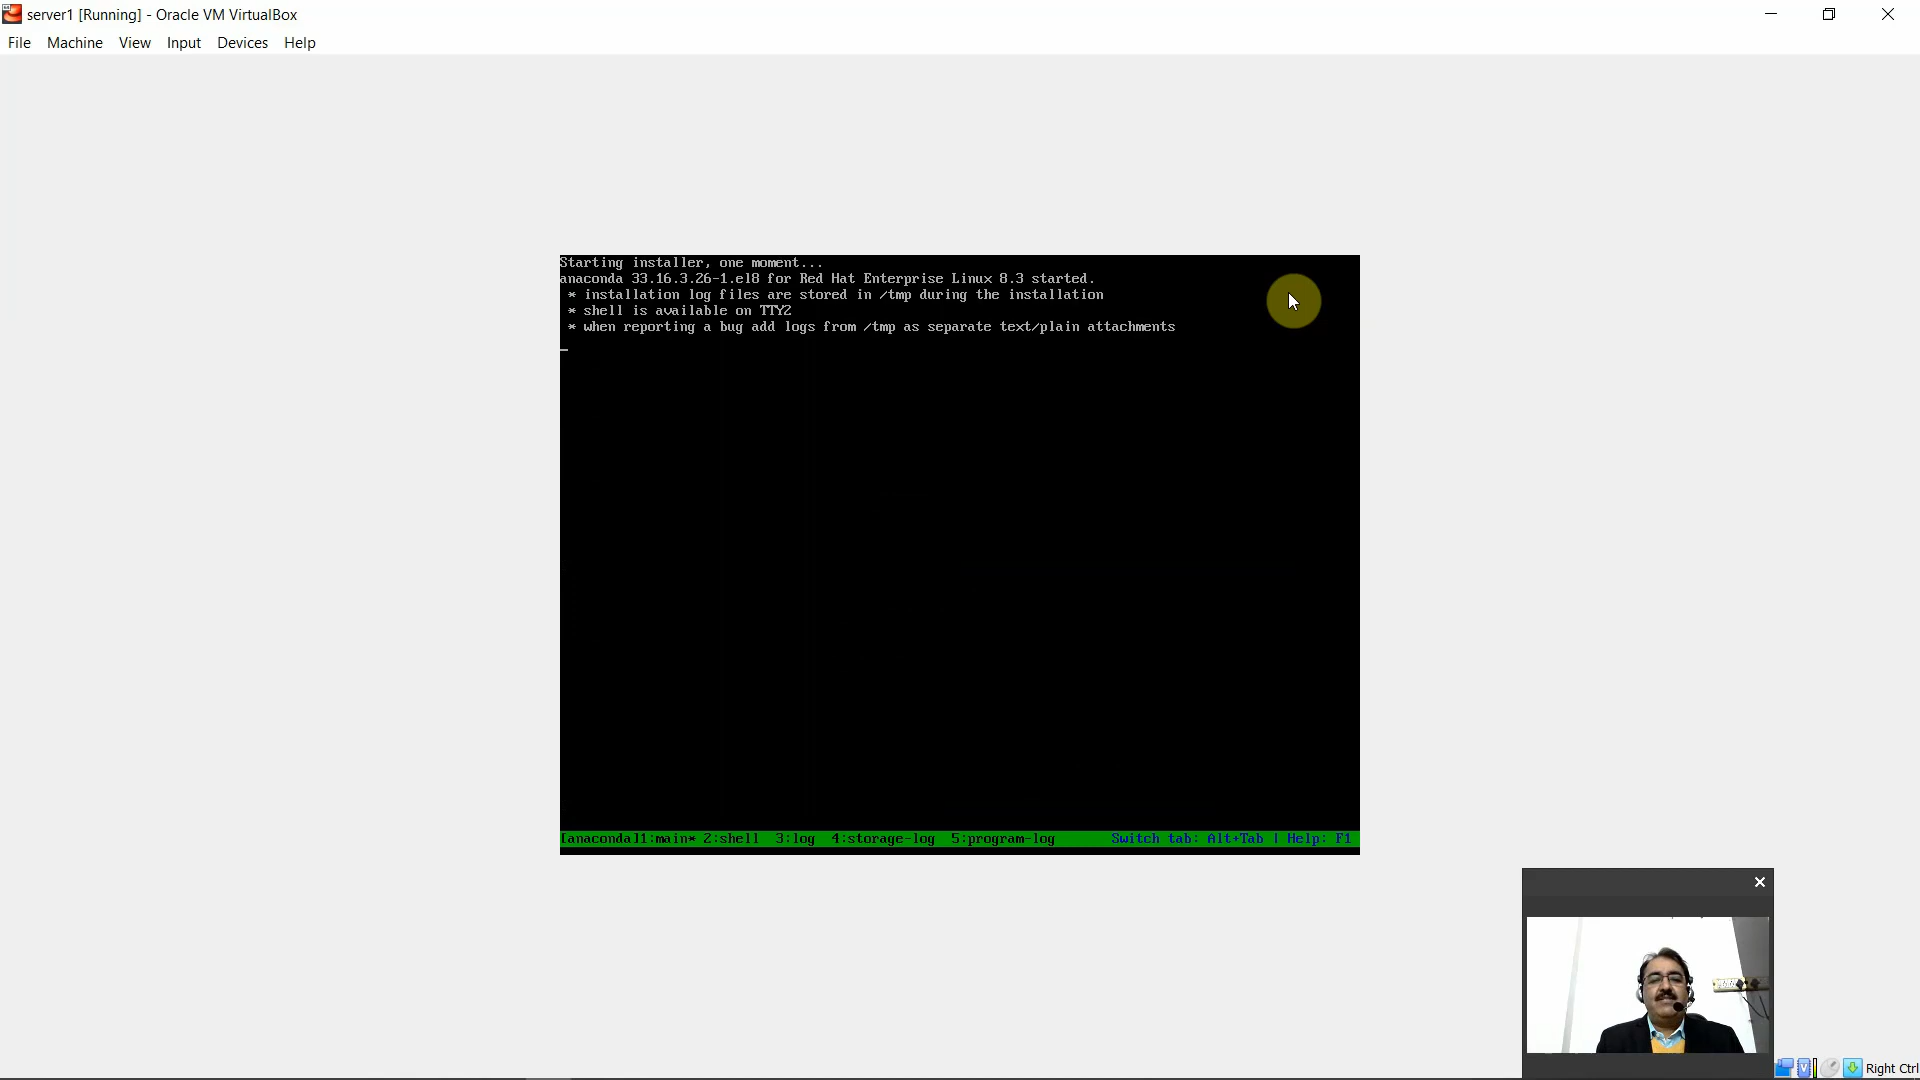 server1 [Running] - Oracle VM VirtualBox
File Machine View Input Devices Help
Starting installer, one moment...
anaconda 33.16.3.26-1.el8 for Red Hat Enterprise Linux 8.3 started.
* installation log files are stored in /tmp during the installation
* shell is available on TTY2
* when reporting a bug add logs from /tmp as separate text/plain attachments
[anaconda]1:main* 2:shell 3:log 4:storage-log 5:program-log Switch tab: Alt+Tab | Help: F1
Right Ctrl